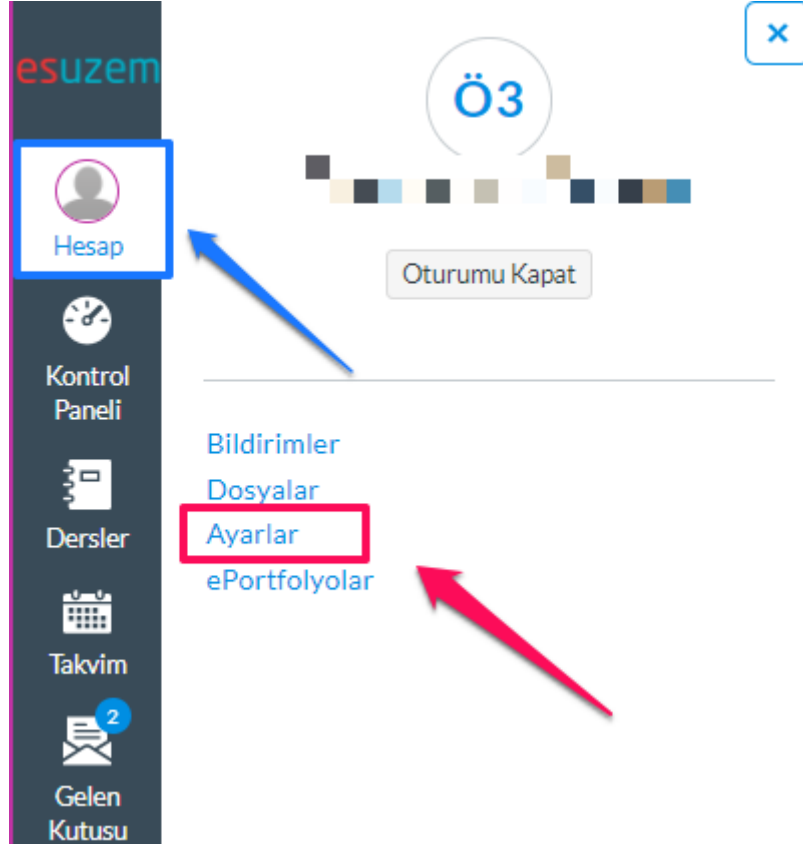 esuzem
Hesap
Kontrol
Paneli
Dersler
Takvim
2
Gelen
Kutusu
×
Ö3
Oturumu Kapat
Bildirimler
Dosyalar
Ayarlar
ePortfolyolar